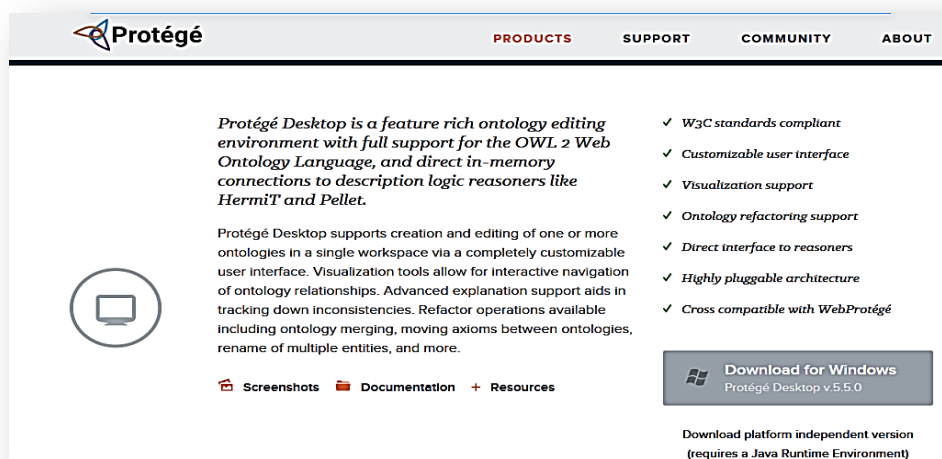 Protégé
PRODUCTS SUPPORT COMMUNITY ABOUT
Protégé Desktop is a feature rich ontology editing
environment with full support for the OWL 2 Web
Ontology Language, and direct in-memory
connections to description logic reasoners like
HermiT and Pellet.
Protégé Desktop supports creation and editing of one or more
ontologies in a single workspace via a completely customizable
user interface. Visualization tools allow for interactive navigation
of ontology relationships. Advanced explanation support aids in
tracking down inconsistencies. Refactor operations available
including ontology merging, moving axioms between ontologies,
rename of multiple entities, and more.
Screenshots Documentation + Resources
✓ W3C standards compliant
✓ Customizable user interface
✓ Visualization support
✓ Ontology refactoring support
✓ Direct interface to reasoners
✓ Highly pluggable architecture
✓ Cross compatible with WebProtégé
Download for Windows
Protégé Desktop v.5.5.0
Download platform independent version
(requires a Java Runtime Environment)